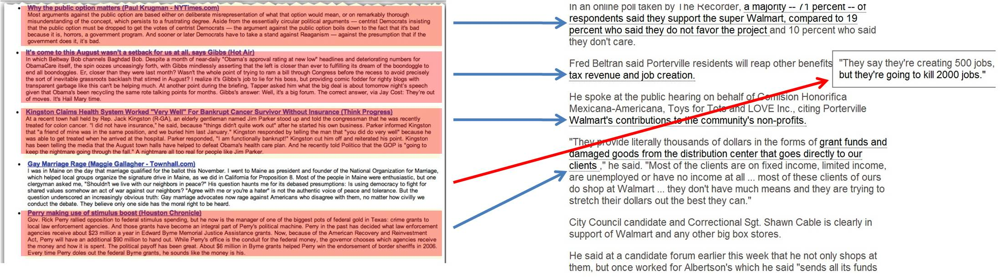 Why the public option matters (Paul Krugman - NYTimes.com)
Most arguments against the public option are based either on deliberate misrepresentation of what that option would mean, or on remarkably thorough
misunderstanding of the concept, which persists to a frustrating degree. Aside from the essentially circular political arguments — centrist Democrats insisting
that the public option must be dropped to get the votes of centrist Democrats — the argument against the public option boils down to the fact that it's bad
because it is, horrors, a government program. And sooner or later Democrats have to take a stand against Reaganism — against the presumption that if the
government does it, it's bad.
It's come to this August wasn't a setback for us at all, says Gibbs (Hot Air)
In which Beltway Bob channels Baghdad Bob. Despite a month of near-daily "Obama's approval rating at new low" headlines and deteriorating numbers for
ObamaCare itself, the spin oozes unceasingly forth, with Gibbs mindlessly asserting that the left is closer than ever to fulfilling its dream of the boondoggle to
end all boondoggles. Er, closer than they were last month? Wasn't the whole point of trying to ram a bill through Congress before the recess to avoid precisely
the sort of inevitable grassroots backlash that stirred in August? I realize it's Gibbs's job to lie for his boss, but providing comic fodder for righty blogs with
transparent garbage like this can't be helping much. At another point during the briefing, Tapper asked him what the big deal is about tomorrow night's speech
given that Obama's been recycling the same rote talking points for months. Gibbs's answer: Well, it's a big forum. The correct answer, via Jay Cost: They're out
of moves. It's Hail Mary time.
Kingston Claims Health System Worked "Very Well" For Bankrupt Cancer Survivor Without Insurance (Think Progress)
At a recent town hall held by Rep. Jack Kingston (R-GA), an elderly gentleman named Jim Parker stood up and told the congressman that he was recently
treated for colon cancer. "I did not have insurance," he said, because "things didn't quite work out" after he started his own business. Parker informed Kingston
that "a friend of mine was in the same position, and we buried him last January." Kingston responded by telling the man that "you did do very well" because he
was able to get treated when he arrived at the hospital. Parker responded, "I am functionally bankrupt!" Kingston cut him off and reiterated his point. Kingston
has been telling the media that the August town halls have helped to defeat Obama's health care plan. And he recently told Politico that the GOP is "going to
keep the nightmare going through the fall." A nightmare all too real for people like Jim Parker.
Gay Marriage Rage (Maggie Gallagher - Townhall.com)
I was in Maine on the day that marriage qualified for the ballot this November. I went to Maine as president and founder of the National Organization for Marriage,
which helped local groups organize the signature drive in Maine, as we did in California for Proposition 8. Most of the people in Maine were enthusiastic, but one
clergyman asked me, "Shouldn't we live with our neighbors in peace?" His question haunts me for its debased presumptions: Is using democracy to fight for
shared values somehow an act of war against our neighbors? "Agree with me or you're a hater" is not the authentic voice of peace and tolerance. But the
question underscored an increasingly obvious truth: Gay marriage advocates now rage against Americans who disagree with them, no matter how civilly we
conduct the debate. They believe only one side has the moral right to be heard.
Perry making use of stimulus boost (Houston Chronicle)
Gov. Rick Perry rallied opposition to federal stimulus spending, but he now is the manager of one of the biggest pots of federal gold in Texas: crime grants to
local law enforcement agencies. And those grants have become an integral part of Perry's political machine. Perry in the past has decided what law enforcement
agencies receive about $23 million a year in Edward Byrne Memorial Justice Assistance grants. Now, because of the American Recovery and Reinvestment
Act, Perry will have an additional $90 million to hand out. While Perry's office is the conduit for the federal money, the governor chooses which agencies receive
the money and how it is spent. The political payoff has been great. About $6 million in Byrne grants helped Perry win the endorsement of border sheriffs in 2006.
Every time Perry doles out the federal Byrne grants, he sounds like the money is his.
In an online poll taken by The Recorder, a majority -- 71 percent -- of
respondents said they support the super Walmart, compared to 19
percent who said they do not favor the project and 10 percent who said
they don't care.
Fred Beltran said Porterville residents will reap other benefits
tax revenue and job creation.
"They say they're creating 500 jobs,
but they're going to kill 2000 jobs."
He spoke at the public hearing on behalf of Comision Honorifica
Mexicana-Americana, Toys for Tots and LOVE Inc., citing Porterville
Walmart's contributions to the community's non-profits.
"They provide literally thousands of dollars in the forms of grant funds and
damaged goods from the distribution center that goes directly to our
clients ," he said. "Most of the clients are on fixed income, limited income,
are unemployed or have no income at all ... most of these clients of ours
do shop at Walmart ... they don't have much means and they are trying to
stretch their dollars out the best they can."
City Council candidate and Correctional Sgt. Shawn Cable is clearly in
support of Walmart and any other big box stores.
He said at a candidate forum earlier this week that he not only shops at
them, but once worked for Albertson's which he said "sends all its funds